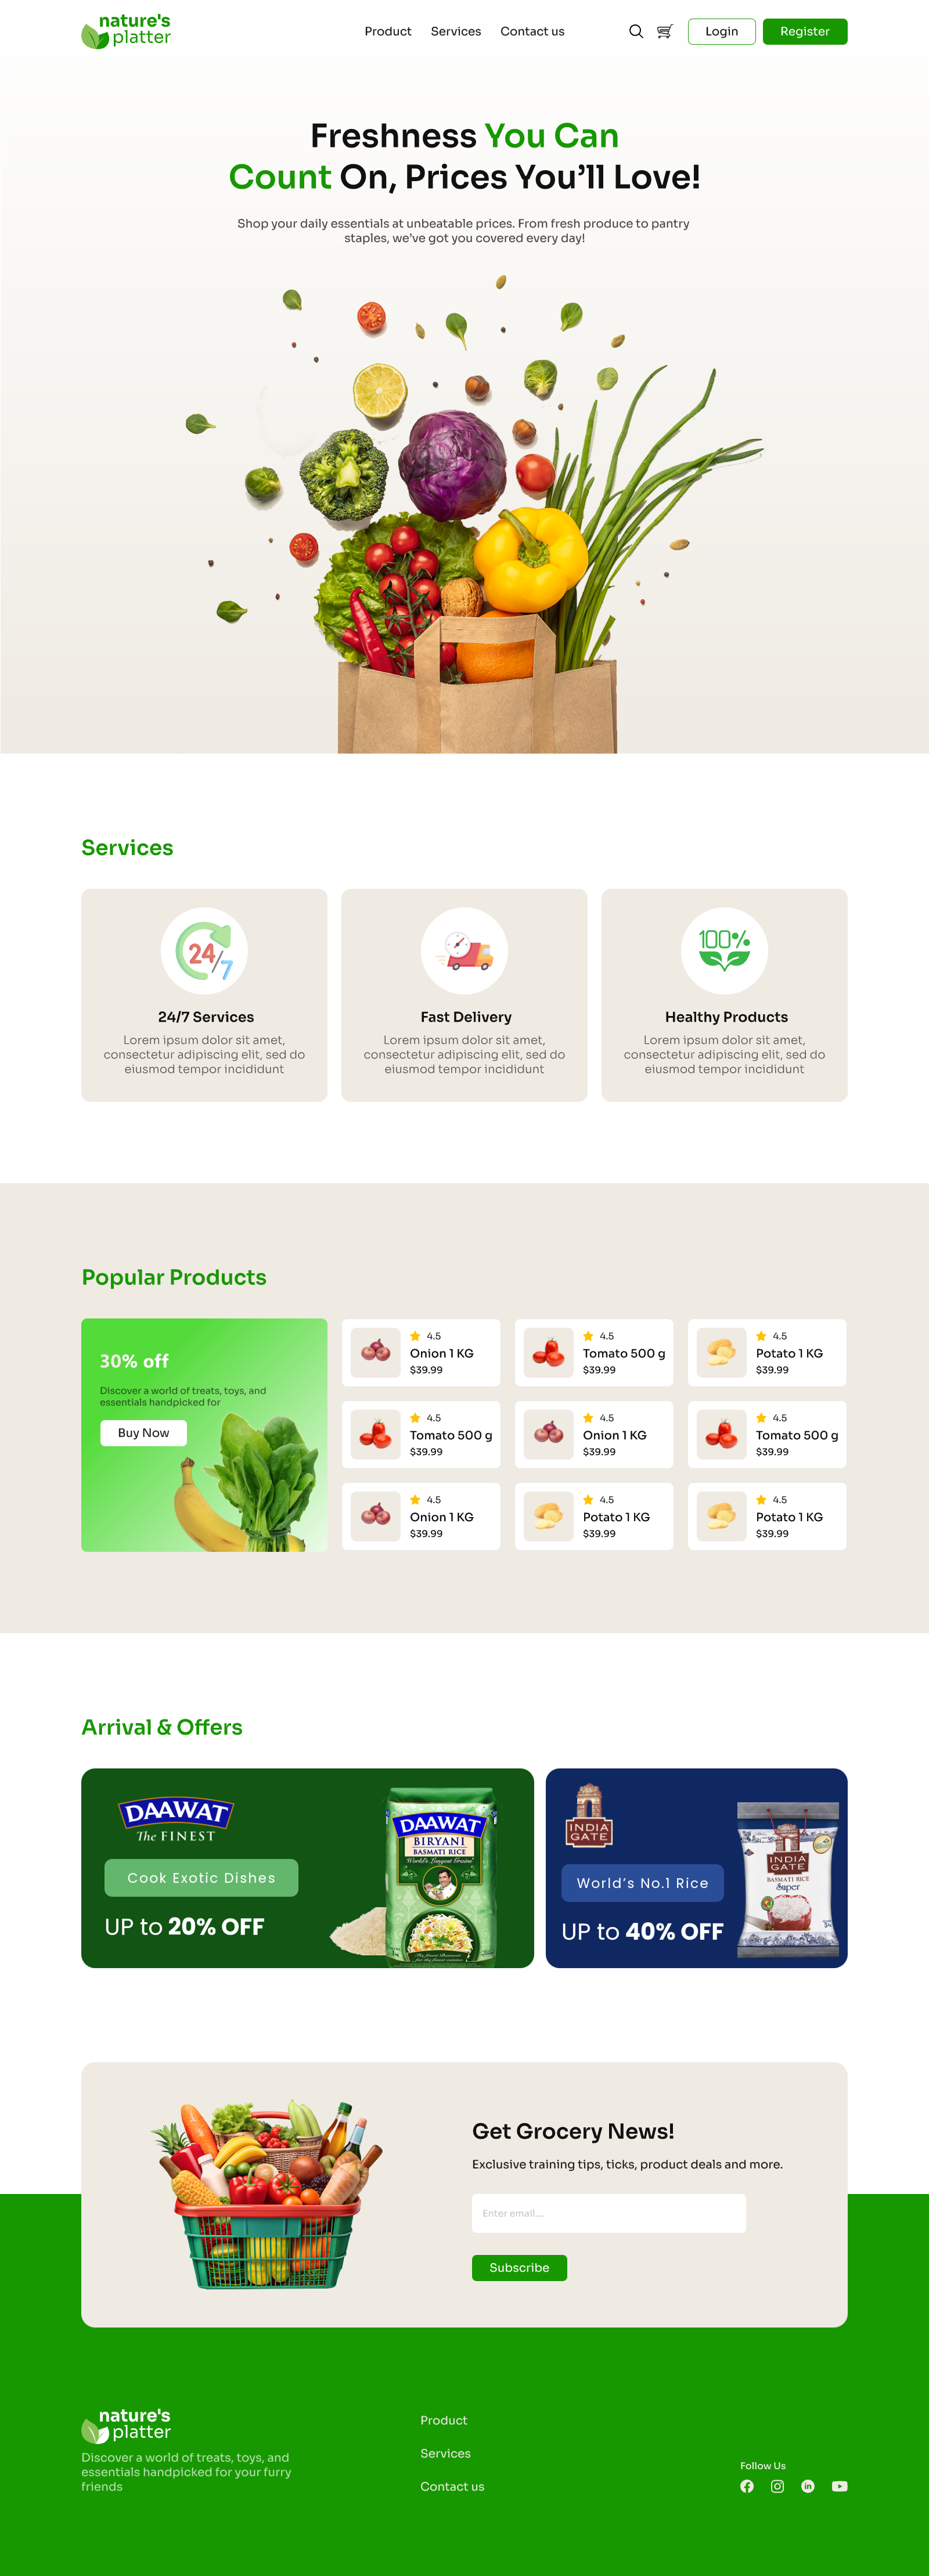 nature's
platter
Product
Services
Contact us
Login
Register
Freshness You Can
Count On, Prices You’ll Love!
Shop your daily essentials at unbeatable prices. From fresh produce to pantry
staples, we’ve got you covered every day!
Services
24/7
24/7 Services
Lorem ipsum dolor sit amet,
consectetur adipiscing elit, sed do
eiusmod tempor incididunt
Fast Delivery
Lorem ipsum dolor sit amet,
consectetur adipiscing elit, sed do
eiusmod tempor incididunt
100%
Healthy Products
Lorem ipsum dolor sit amet,
consectetur adipiscing elit, sed do
eiusmod tempor incididunt
Popular Products
30% off
Discover a world of treats, toys, and
essentials handpicked for
Buy Now
4.5
Onion 1 KG
$39.99
4.5
Tomato 500 g
$39.99
4.5
Potato 1 KG
$39.99
4.5
Tomato 500 g
$39.99
4.5
Onion 1 KG
$39.99
4.5
Tomato 500 g
$39.99
4.5
Onion 1 KG
$39.99
4.5
Potato 1 KG
$39.99
4.5
Potato 1 KG
$39.99
Arrival & Offers
DAAWAT
The FINEST
Cook Exotic Dishes
UP to 20% OFF
DAAWAT
BIRYANI
BASMATI RICE
World's Longest Grains
INDIA
GATE
World’s No.1 Rice
UP to 40% OFF
INDIA
GATE
BASMATI RICE
Super
Get Grocery News!
Exclusive training tips, ticks, product deals and more.
Enter email....
Subscribe
nature's
platter
Discover a world of treats, toys, and
essentials handpicked for your furry
friends
Product
Services
Contact us
Follow Us
in